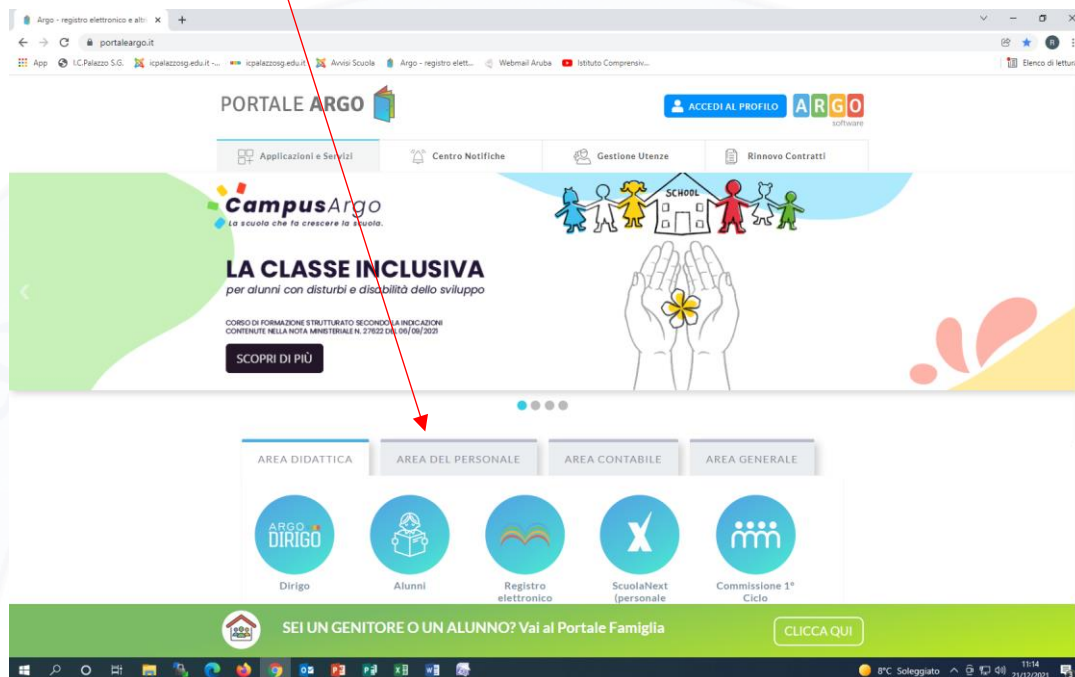 Argo - registro elettronico e altri
portaleargo.it
App
I.C.Palazzo S.G.
icpalazzosg.edu.it -...
icpalazzosg.edu.it
Avvisi Scuola
Argo - registro elett...
Webmail Aruba
Istituto Comprensiv...
Elenco di lettura
PORTALE ARGO
ACCEDI AL PROFILO
ARGO
software
Applicazioni e Servizi
Centro Notifiche
Gestione Utenze
Rinnovo Contratti
CampusArgo
La scuola che fa crescere la scuola.
SCHOOL
LA CLASSE INCLUSIVA
per alunni con disturbi e disabilità dello sviluppo
CORSO DI FORMAZIONE STRUTTURATO SECONDO LA INDICAZIONI
CONTENUTE NELLA NOTA MINISTERIALE N. 27622 DEL 06/09/2021
SCOPRI DI PIÙ
AREA DIDATTICA
AREA DEL PERSONALE
AREA CONTABILE
AREA GENERALE
ARGO
DIRIGO
Dirigo
Alunni
Registro
elettronico
ScuolaNext
(personale
Commissione 1°
Ciclo
SEI UN GENITORE O UN ALUNNO? Vai al Portale Famiglia
CLICCA QUI
8°C Soleggiato
11:14
21/12/2021